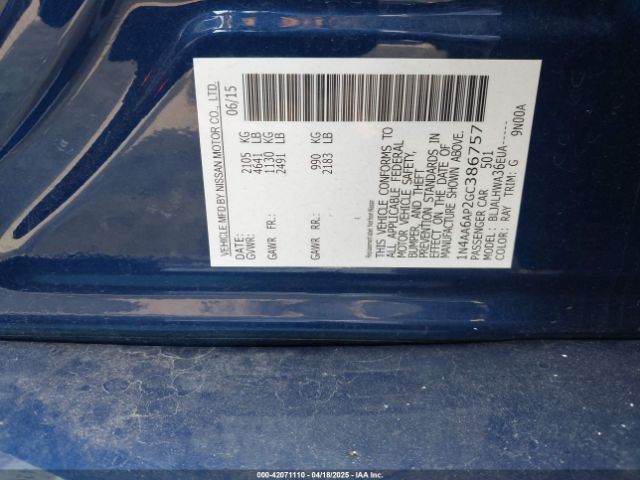 VEHICLE MFD BY NISSAN MOTOR CO., LTD.
06/15
GVWR: 2105 KG
4641 LB
GAWR FR: 1130 KG
2491 LB
GAWR RR: 990 KG
2183 LB
THIS VEHICLE CONFORMS TO
ALL APPLICABLE FEDERAL
MOTOR VEHICLE SAFETY,
BUMPER, AND THEFT
PREVENTION STANDARDS IN
EFFECT ON THE DATE OF
MANUFACTURE SHOWN ABOVE.
1N4AA6AP2GC386757
PASSENGER CAR 501
MODEL: BLJALHWA36EUA-----
COLOR: RAY TRIM: G 9N00A
000-42071110 - 04/18/2025 - IAAI.COM